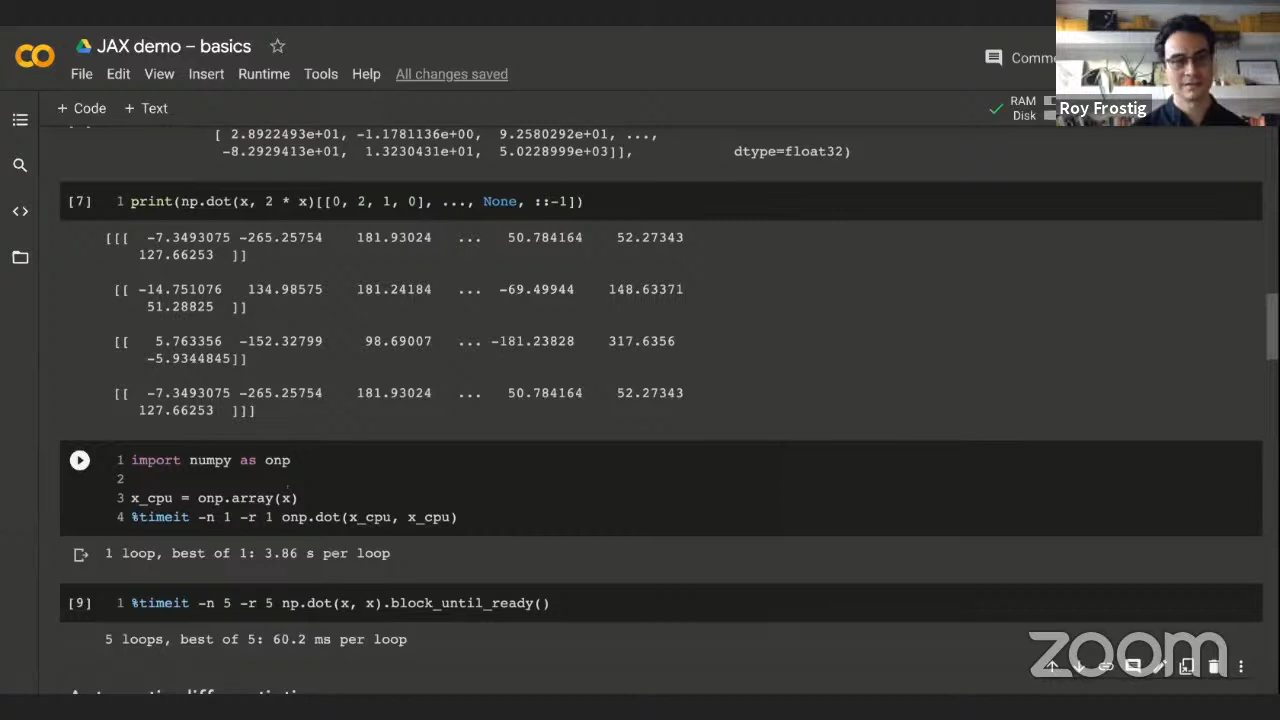 JAX demo – basics
File Edit View Insert Runtime Tools Help All changes saved
Comme
+ Code + Text
RAM
Disk
Roy Frostig
[ 2.8922493e+01, -1.1781136e+00, 9.2580292e+01, ...,
-8.2929413e+01, 1.3230431e+01, 5.0228999e+03]], dtype=float32)
[7] 1 print(np.dot(x, 2 * x)[[0, 2, 1, 0], ..., None, ::-1])
[[[ -7.3493075 -265.25754 181.93024 ... 50.784164 52.27343
127.66253 ]]
[[ -14.751076 134.98575 181.24184 ... -69.49944 148.63371
51.28825 ]]
[[ 5.763356 -152.32799 98.69007 ... -181.23828 317.6356
-5.9344845]]
[[ -7.3493075 -265.25754 181.93024 ... 50.784164 52.27343
127.66253 ]]]
1 import numpy as onp
2
3 x_cpu = onp.array(x)
4 %timeit -n 1 -r 1 onp.dot(x_cpu, x_cpu)
1 loop, best of 1: 3.86 s per loop
[9] 1 %timeit -n 5 -r 5 np.dot(x, x).block_until_ready()
5 loops, best of 5: 60.2 ms per loop
zoom